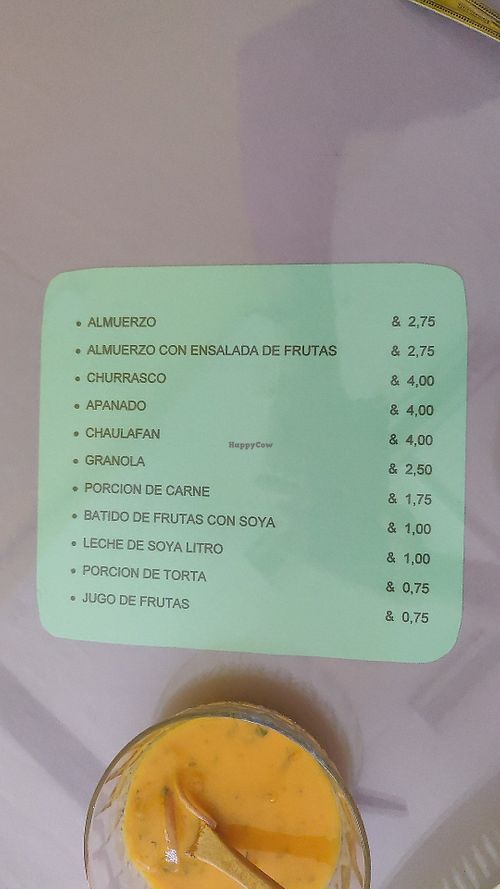 • ALMUERZO & 2,75
• ALMUERZO CON ENSALADA DE FRUTAS & 2,75
• CHURRASCO & 4,00
• APANADO & 4,00
• CHAULAFAN & 4,00
• GRANOLA & 2,50
• PORCION DE CARNE & 1,75
• BATIDO DE FRUTAS CON SOYA & 1,00
• LECHE DE SOYA LITRO & 1,00
• PORCION DE TORTA & 0,75
• JUGO DE FRUTAS & 0,75
HappyCow